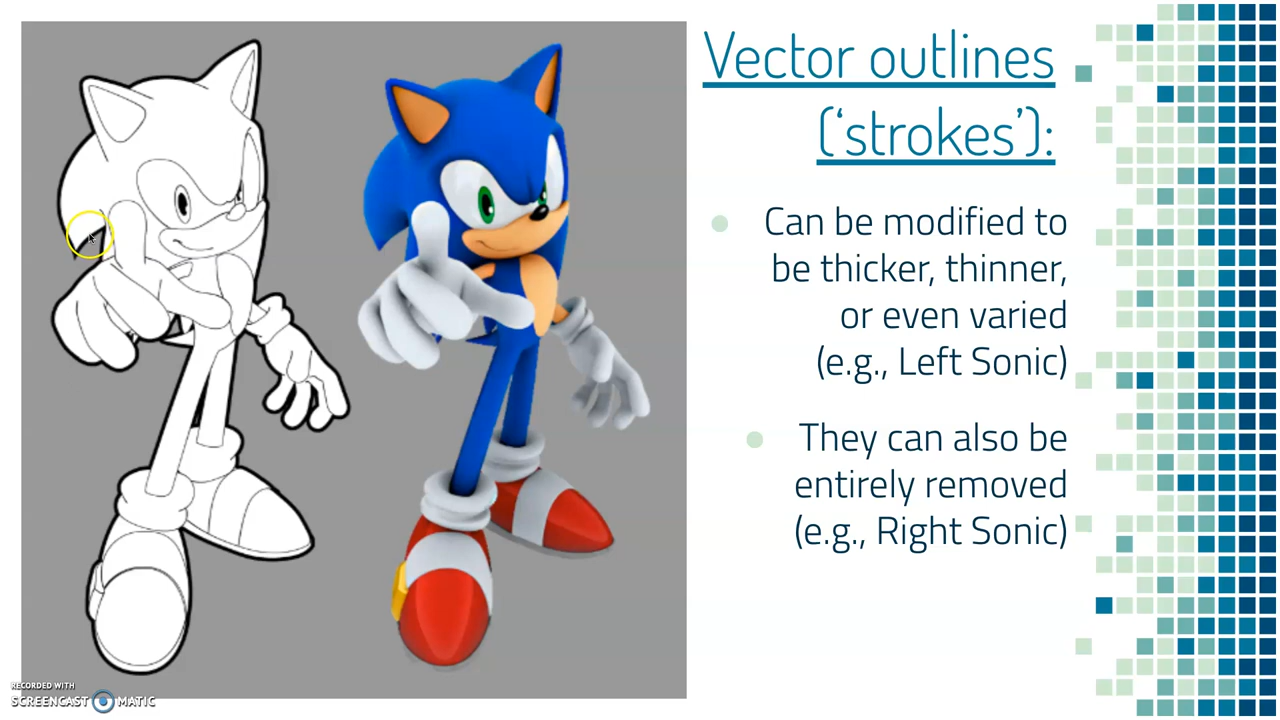 Vector outlines
(‘strokes’):
Can be modified to
be thicker, thinner,
or even varied
(e.g., Left Sonic)
They can also be
entirely removed
(e.g., Right Sonic)
RECORDED WITH
SCREENCAST MATIC